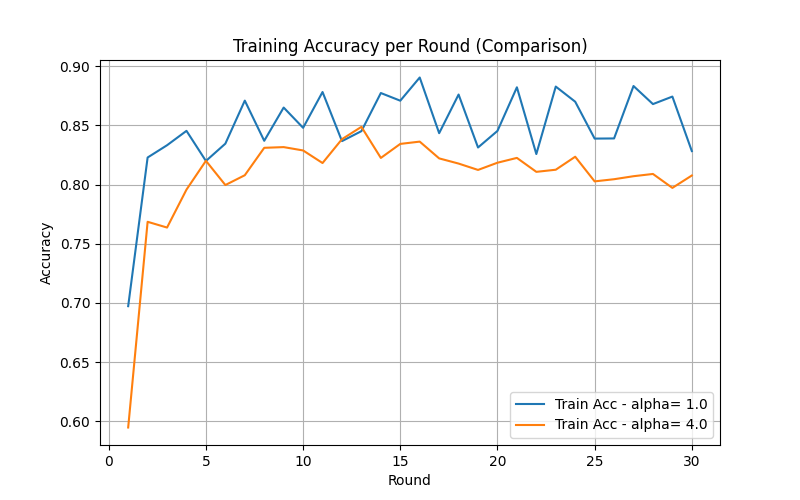 Training Accuracy per Round (Comparison)
Accuracy
0.90
0.85
0.80
0.75
0.70
0.65
0.60
Train Acc - alpha= 1.0
Train Acc - alpha= 4.0
0 5 10 15 20 25 30
Round